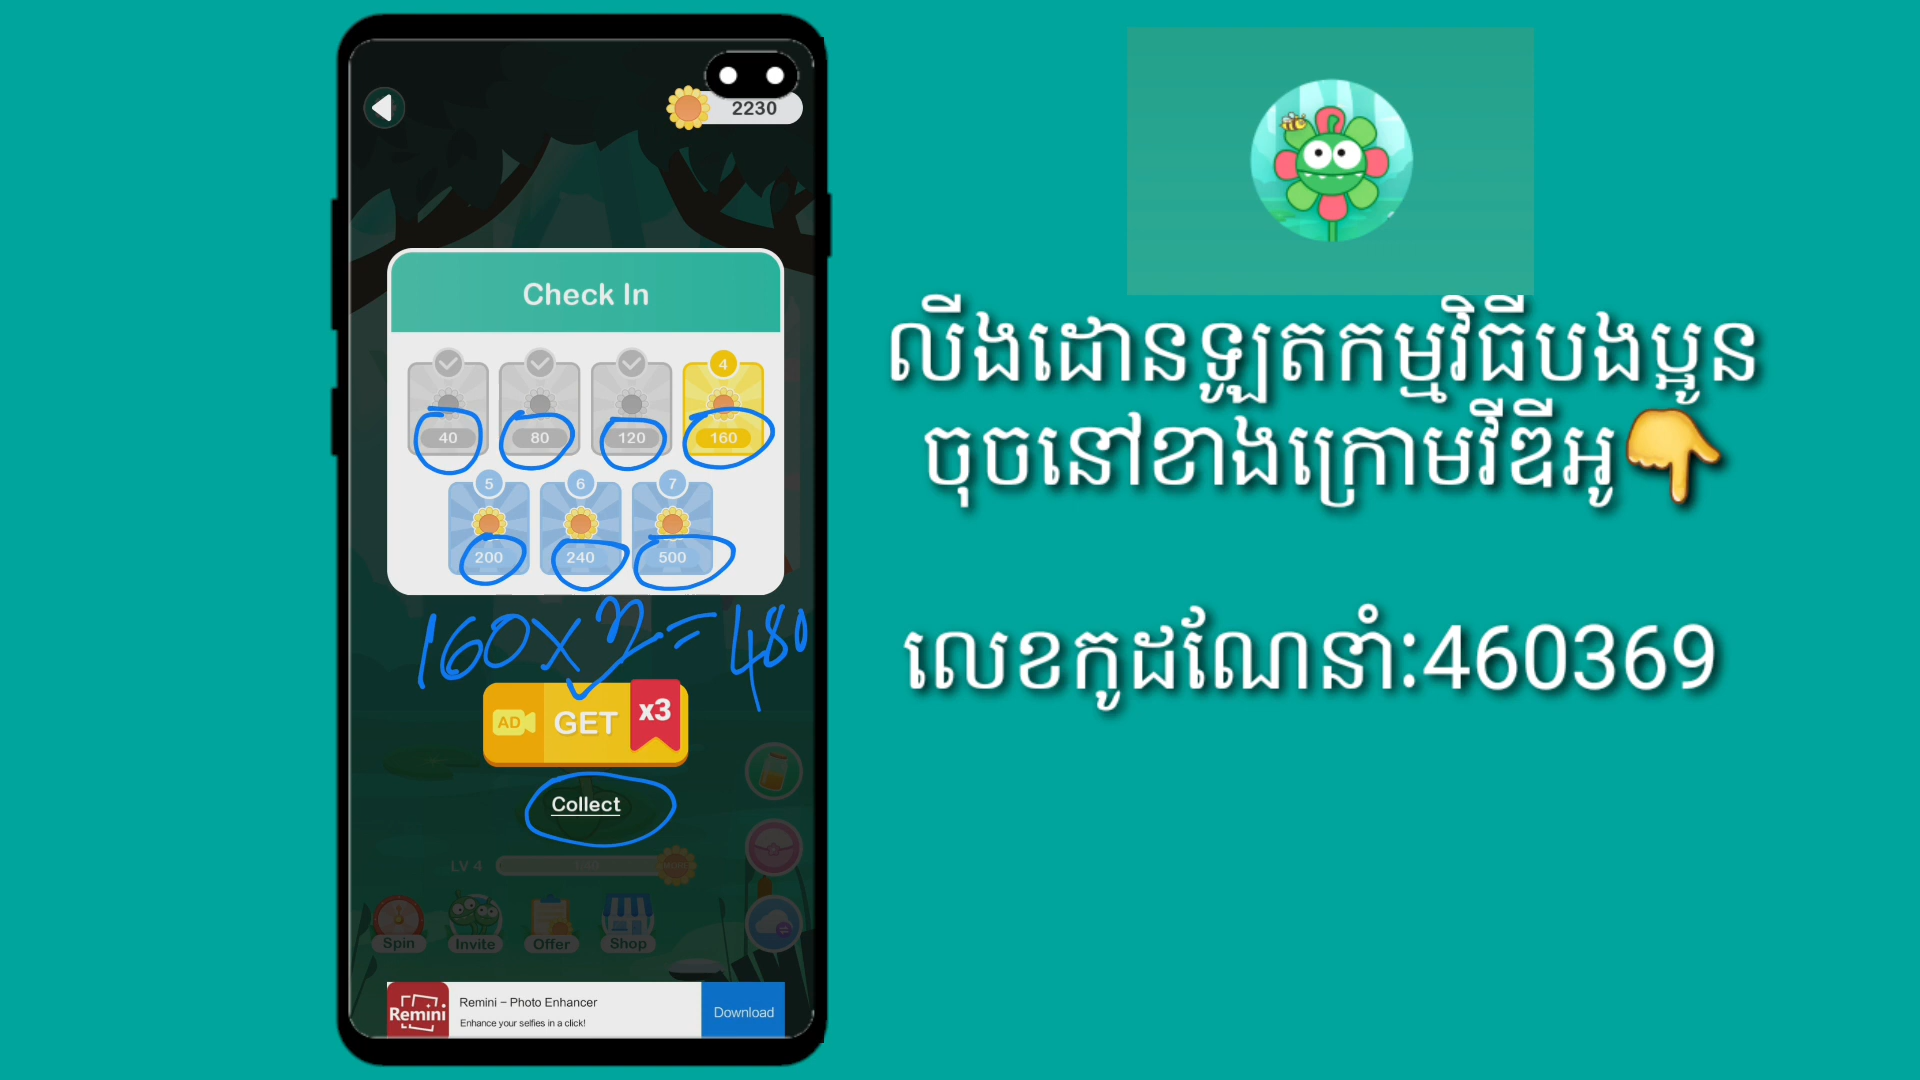 2230
Check In
4
40
80
120
160
5
6
7
200
240
500
AD
GET
x3
Collect
LV 4
Spin
Invite
Offer
Shop
Remini
Remini – Photo Enhancer
Enhance your selfies in a click!
Download
លីងដោនឡូតកម្មវិធីបងប្អូន
ចុចនៅខាងក្រោមវីឌីអូ👇
លេខកូដណែនាំ:460369